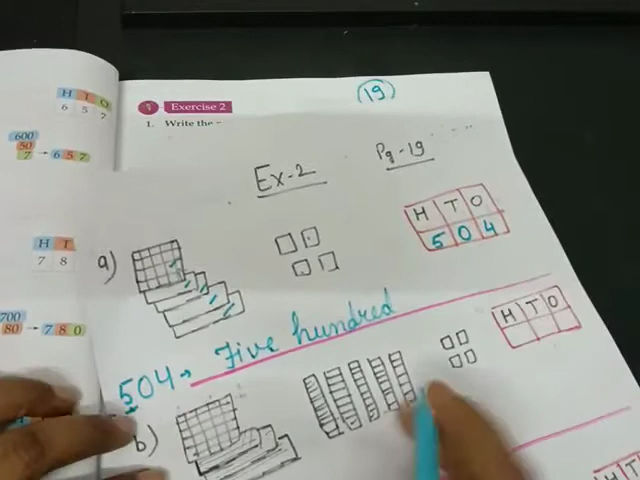 H T O
6 5 7
600
50
7 → 6 5 7
H T
7 8
700
80 → 7 8 0
19
Exercise 2
1. Write the
Ex-2
Pg-19
a)
H T O
5 0 4
504 → Five hundred
b)
H T O
H T